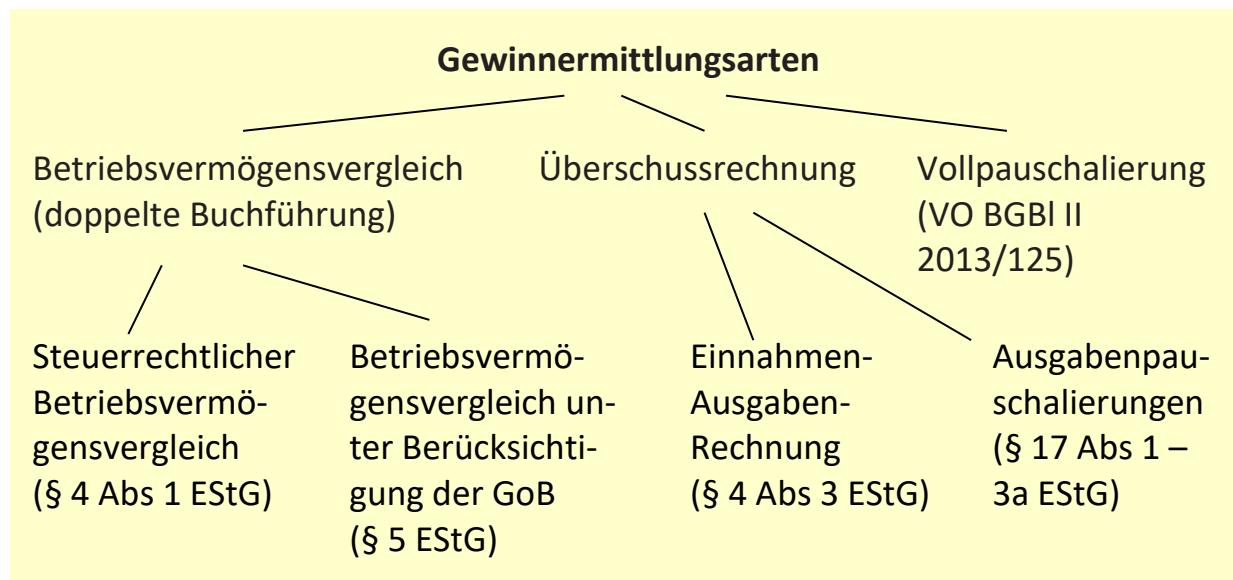 Gewinnermittlungsarten
Betriebsvermögensvergleich
(doppelte Buchführung)
Überschussrechnung
Vollpauschalierung
(VO BGBl II
2013/125)
Steuerrechtlicher
Betriebsvermö-
gensvergleich
(§ 4 Abs 1 EStG)
Betriebsvermö-
gensvergleich un-
ter Berücksichti-
gung der GoB
(§ 5 EStG)
Einnahmen-
Ausgaben-
Rechnung
(§ 4 Abs 3 EStG)
Ausgabenpau-
schalierungen
(§ 17 Abs 1 –
3a EStG)